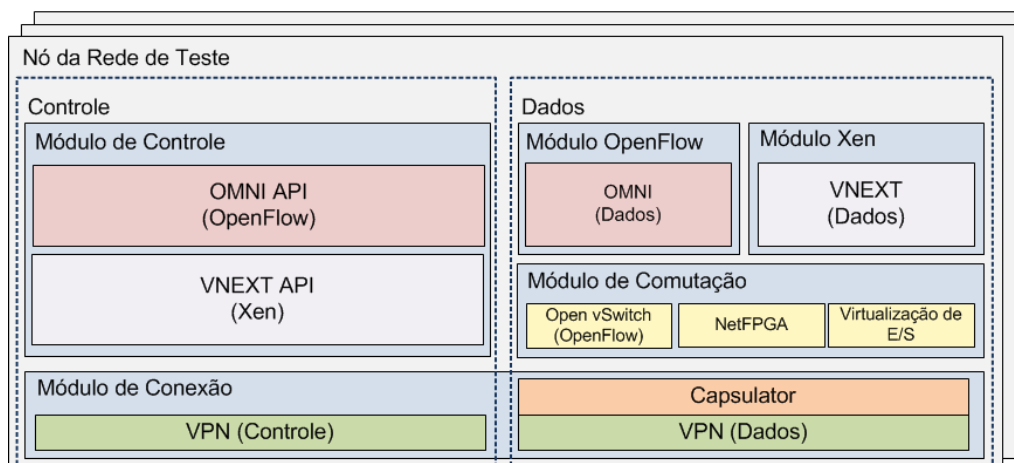 Nó da Rede de Teste
Controle
Módulo de Controle
OMNI API
(OpenFlow)
VNEXT API
(Xen)
Dados
Módulo OpenFlow
OMNI
(Dados)
Módulo Xen
VNEXT
(Dados)
Módulo de Comutação
Open vSwitch
(OpenFlow)
NetFPGA
Virtualização de
E/S
Módulo de Conexão
VPN (Controle)
Capsulator
VPN (Dados)